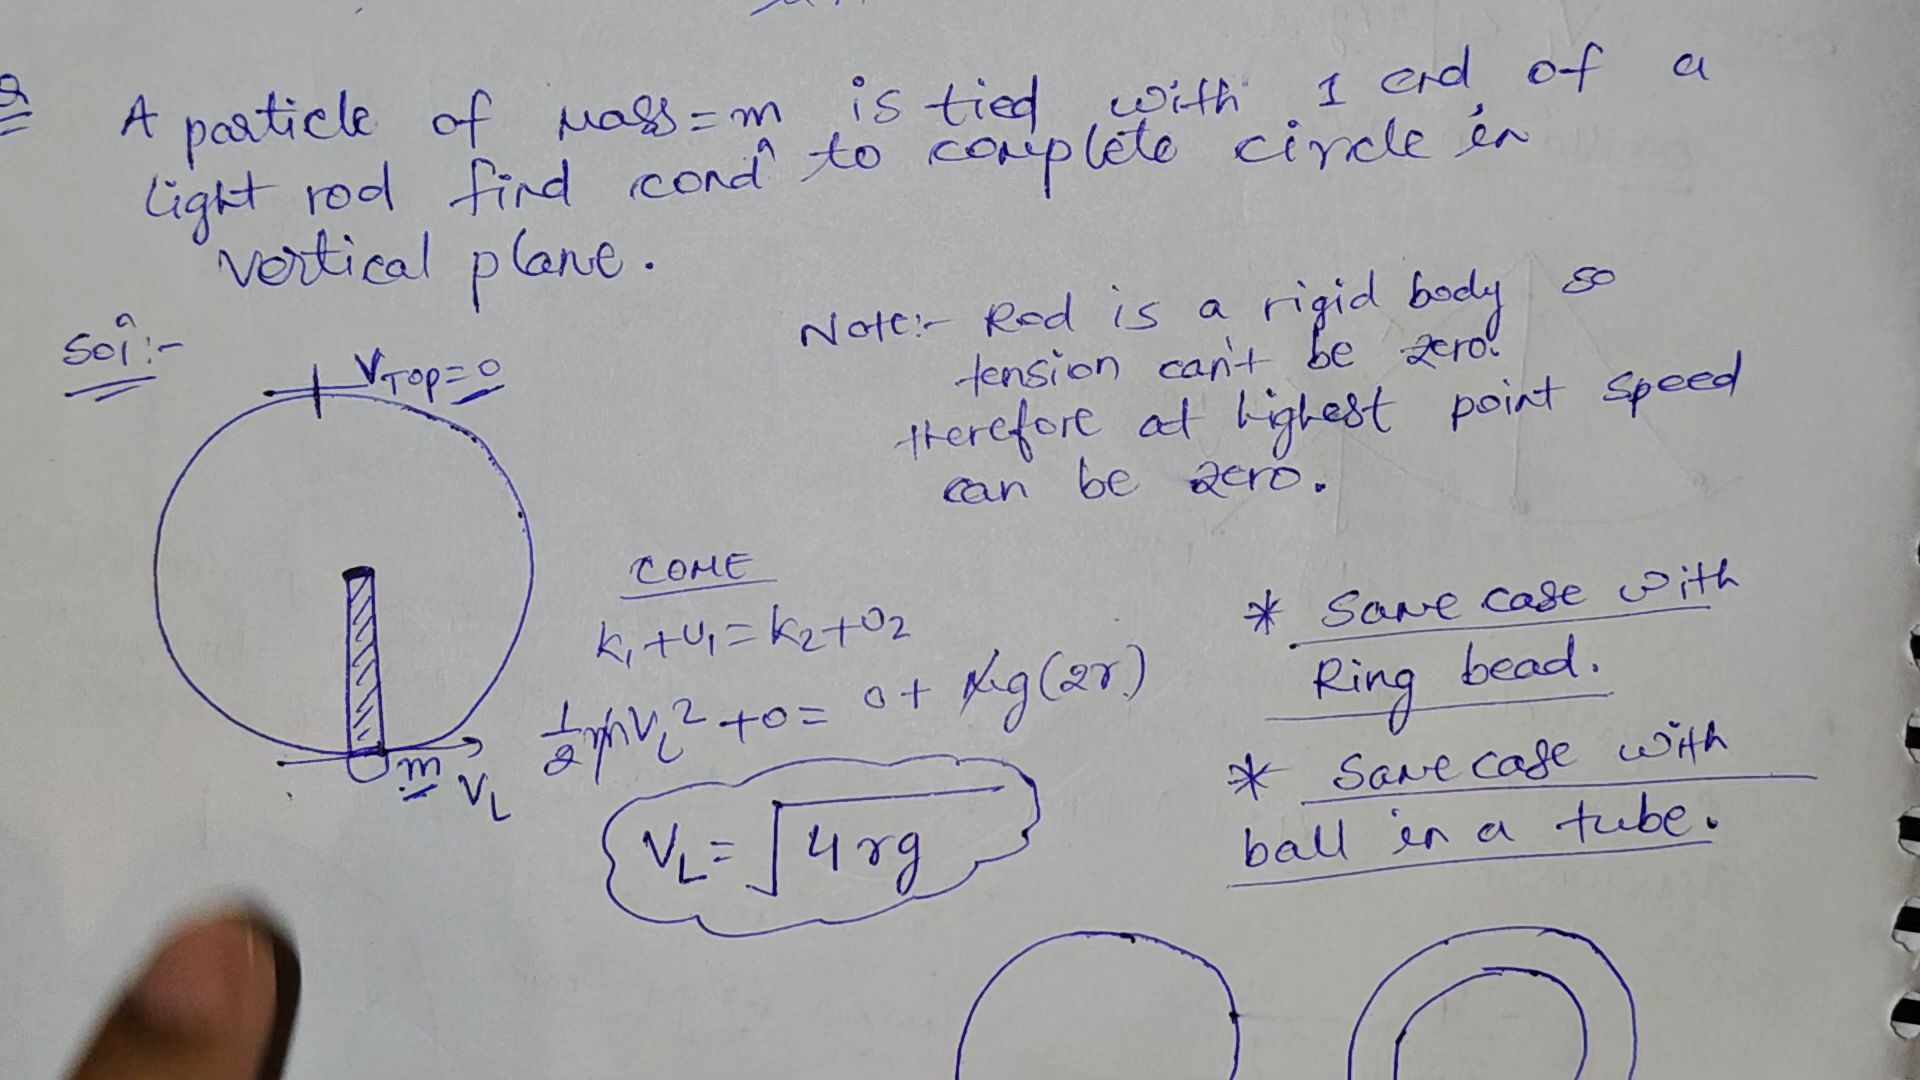 A particle of mass=m is tied with 1 end of a
light rod find condⁿ to complete circle in
vertical plane.
Solⁿ:-
VTOP=0
Note:- Rod is a rigid body so
tension can't be zero.
therefore at highest point speed
can be zero.
COME
k₁+U₁=k₂+U₂
½mVL²+0= 0+ mg(2r)
VL=√4rg
m
VL
* Same case with
Ring bead.
* Same case with
ball in a tube.